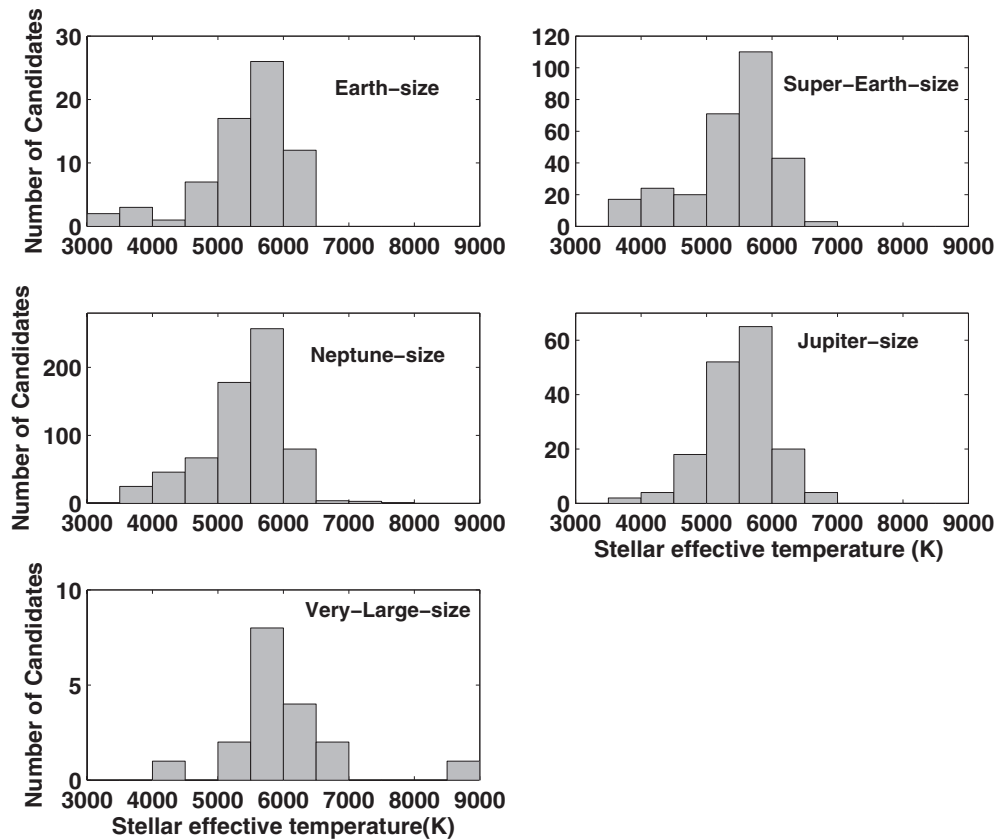 Number of Candidates
30
20
10
0
3000 4000 5000 6000 7000 8000 9000
Earth−size
120
100
80
60
40
20
0
3000 4000 5000 6000 7000 8000 9000
Super−Earth−size
Number of Candidates
200
100
0
3000 4000 5000 6000 7000 8000 9000
Neptune−size
60
40
20
0
3000 4000 5000 6000 7000 8000 9000
Jupiter−size
Stellar effective temperature (K)
Number of Candidates
10
5
0
3000 4000 5000 6000 7000 8000 9000
Very−Large−size
Stellar effective temperature(K)